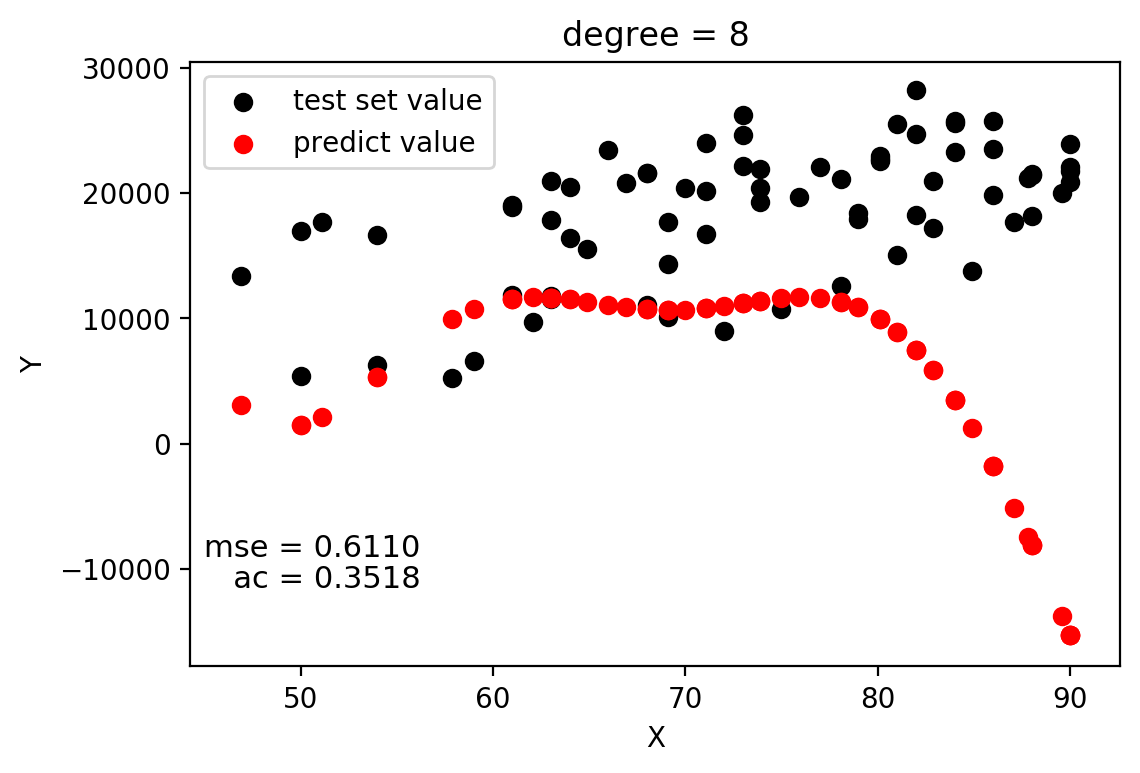 degree = 8
30000
20000
10000
0
−10000
Y
test set value
predict value
mse = 0.6110
ac = 0.3518
50
60
70
80
90
X